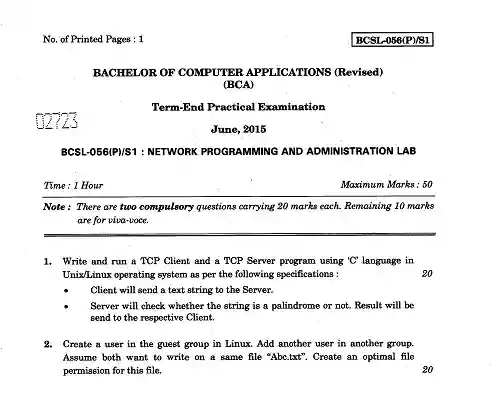 No. of Printed Pages : 1
BCSL-056(P)/S1
BACHELOR OF COMPUTER APPLICATIONS (Revised)
(BCA)
Term-End Practical Examination
02723
June, 2015
BCSL-056(P)/S1 : NETWORK PROGRAMMING AND ADMINISTRATION LAB
Time : 1 Hour
Maximum Marks : 50
Note : There are two compulsory questions carrying 20 marks each. Remaining 10 marks
are for viva-voce.
1. Write and run a TCP Client and a TCP Server program using 'C' language in
Unix/Linux operating system as per the following specifications : 20
• Client will send a text string to the Server.
• Server will check whether the string is a palindrome or not. Result will be
send to the respective Client.
2. Create a user in the guest group in Linux. Add another user in another group.
Assume both want to write on a same file “Abc.txt”. Create an optimal file
permission for this file. 20